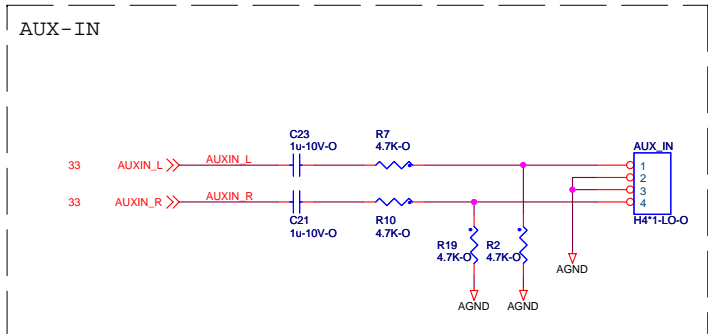 AUX-IN
C23
1u-10V-O
R7
4.7K-O
AUX_IN
33 AUXIN_L AUXIN_L
1
2
33 AUXIN_R AUXIN_R
3
4
C21
1u-10V-O
R10
4.7K-O
H4*1-LO-O
R19
4.7K-O
R2
4.7K-O
AGND
AGND
AGND